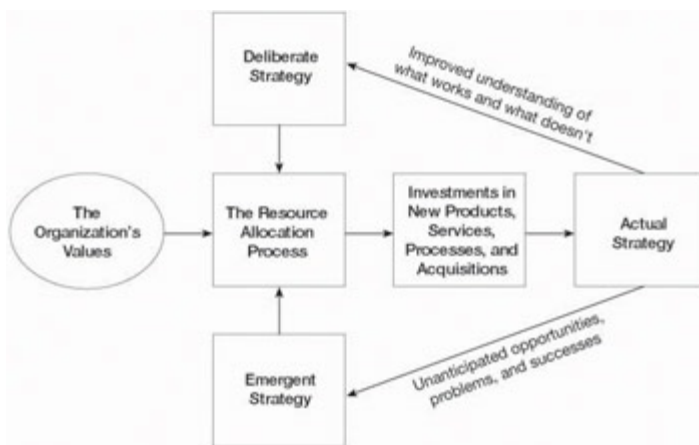 Deliberate
Strategy
Improved understanding of
what works and what doesn't
The
Organization's
Values
The Resource
Allocation
Process
Investments in
New Products,
Services,
Processes, and
Acquisitions
Actual
Strategy
Unanticipated opportunities,
problems, and successes
Emergent
Strategy